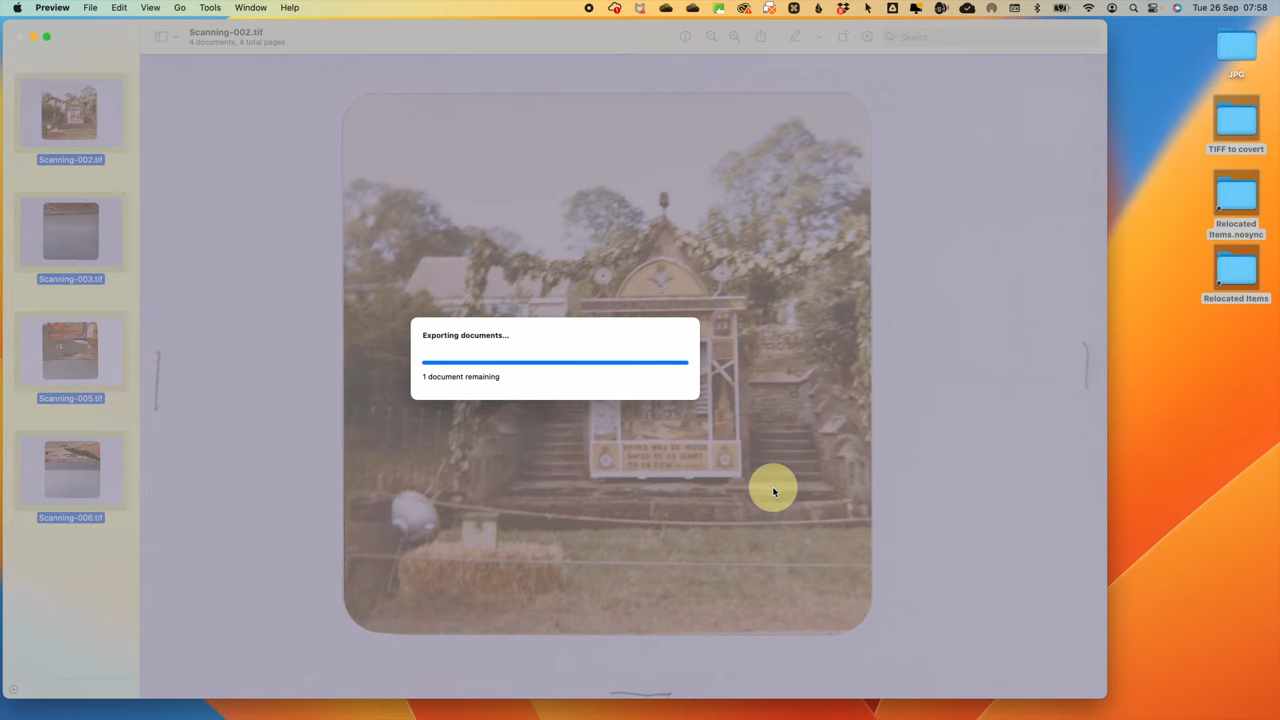 Preview File Edit View Go Tools Window Help
Tue 26 Sep 07:58
Scanning-002.tif
4 documents, 4 total pages
Search
Scanning-002.tif
Scanning-003.tif
Scanning-005.tif
Scanning-006.tif
Exporting documents...
1 document remaining
JPG
TIFF to covert
Relocated
Items.nosync
Relocated Items